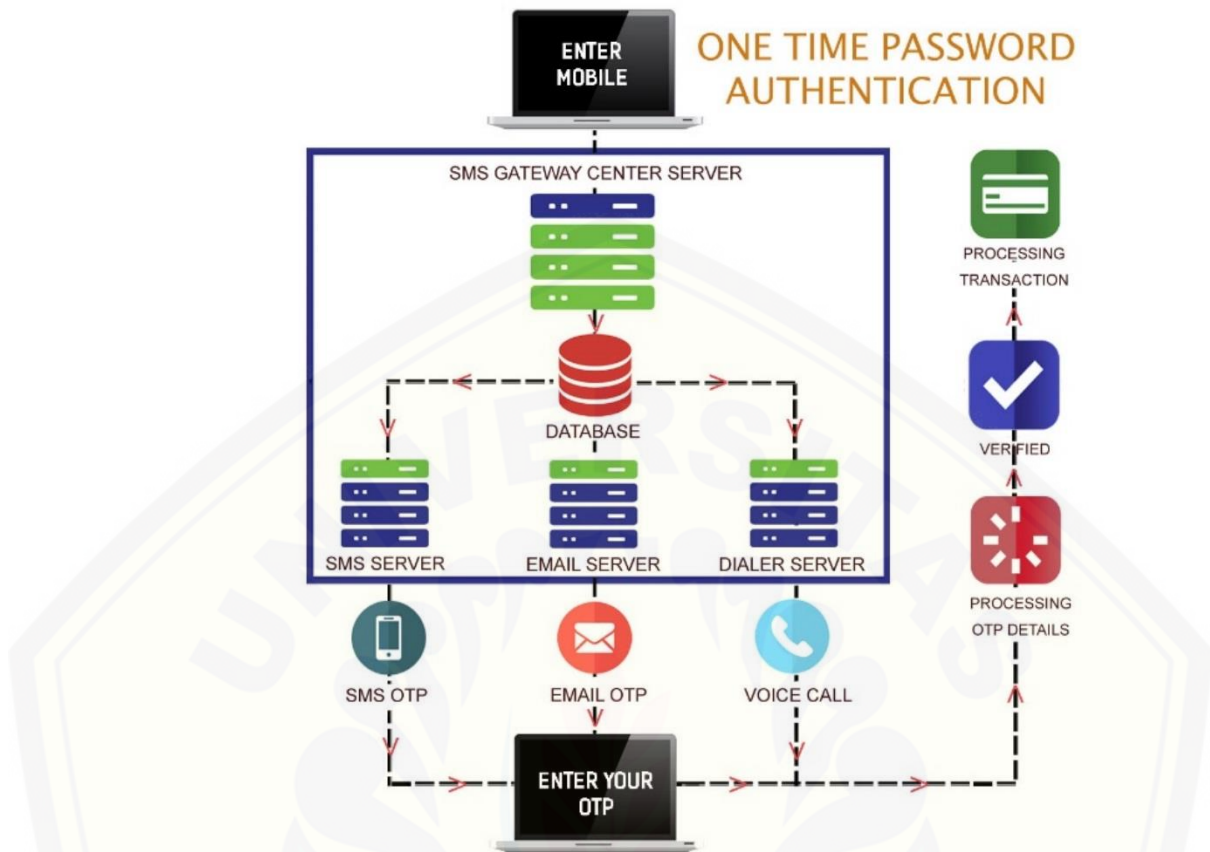 ENTER
MOBILE
ONE TIME PASSWORD
AUTHENTICATION
SMS GATEWAY CENTER SERVER
DATABASE
SMS SERVER
EMAIL SERVER
DIALER SERVER
SMS OTP
EMAIL OTP
VOICE CALL
ENTER YOUR
OTP
PROCESSING
TRANSACTION
VERIFIED
PROCESSING
OTP DETAILS
UNIVERSITAS